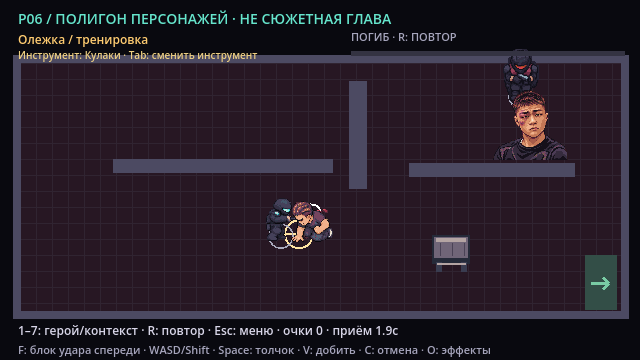 P06 / ПОЛИГОН ПЕРСОНАЖЕЙ · НЕ СЮЖЕТНАЯ ГЛАВА
Олежка / тренировка
ПОГИБ · R: ПОВТОР
Инструмент: Кулаки · Tab: сменить инструмент
1–7: герой/контекст · R: повтор · Esc: меню · очки 0 · приём 1.9с
F: блок удара спереди · WASD/Shift · Space: толчок · V: добить · C: отмена · O: эффекты